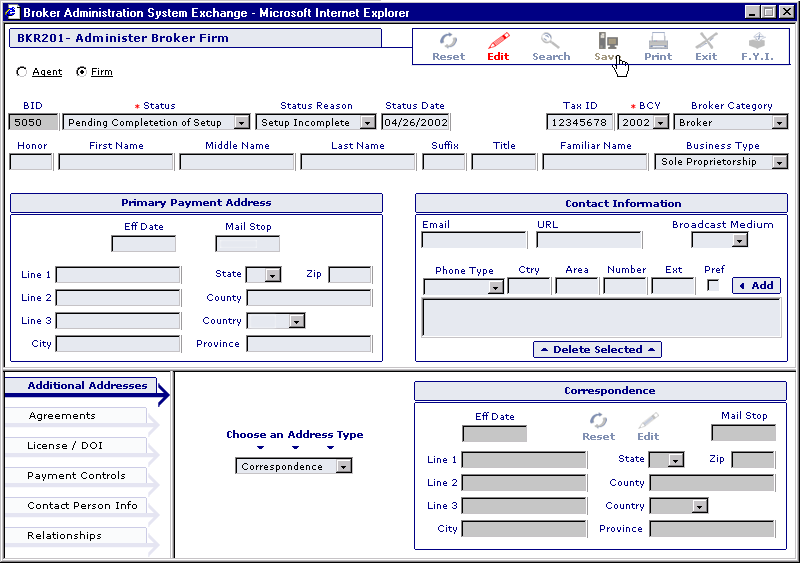 Broker Administration System Exchange - Microsoft Internet Explorer
BKR201- Administer Broker Firm
Reset Edit Search Save Print Exit F.Y.I.
Agent Firm
BID * Status Status Reason Status Date Tax ID * BCY Broker Category
5050 Pending Completetion of Setup Setup Incomplete 04/26/2002 12345678 2002 Broker
Honor First Name Middle Name Last Name Suffix Title Familiar Name Business Type
Sole Proprietorship
Primary Payment Address
Eff Date Mail Stop
Line 1 State Zip
Line 2 County
Line 3 Country
City Province
Contact Information
Email URL Broadcast Medium
Phone Type Ctry Area Number Ext Pref
Add
Delete Selected
Additional Addresses
Agreements
License / DOI
Payment Controls
Contact Person Info
Relationships
Choose an Address Type
Correspondence
Correspondence
Eff Date Reset Edit Mail Stop
Line 1 State Zip
Line 2 County
Line 3 Country
City Province